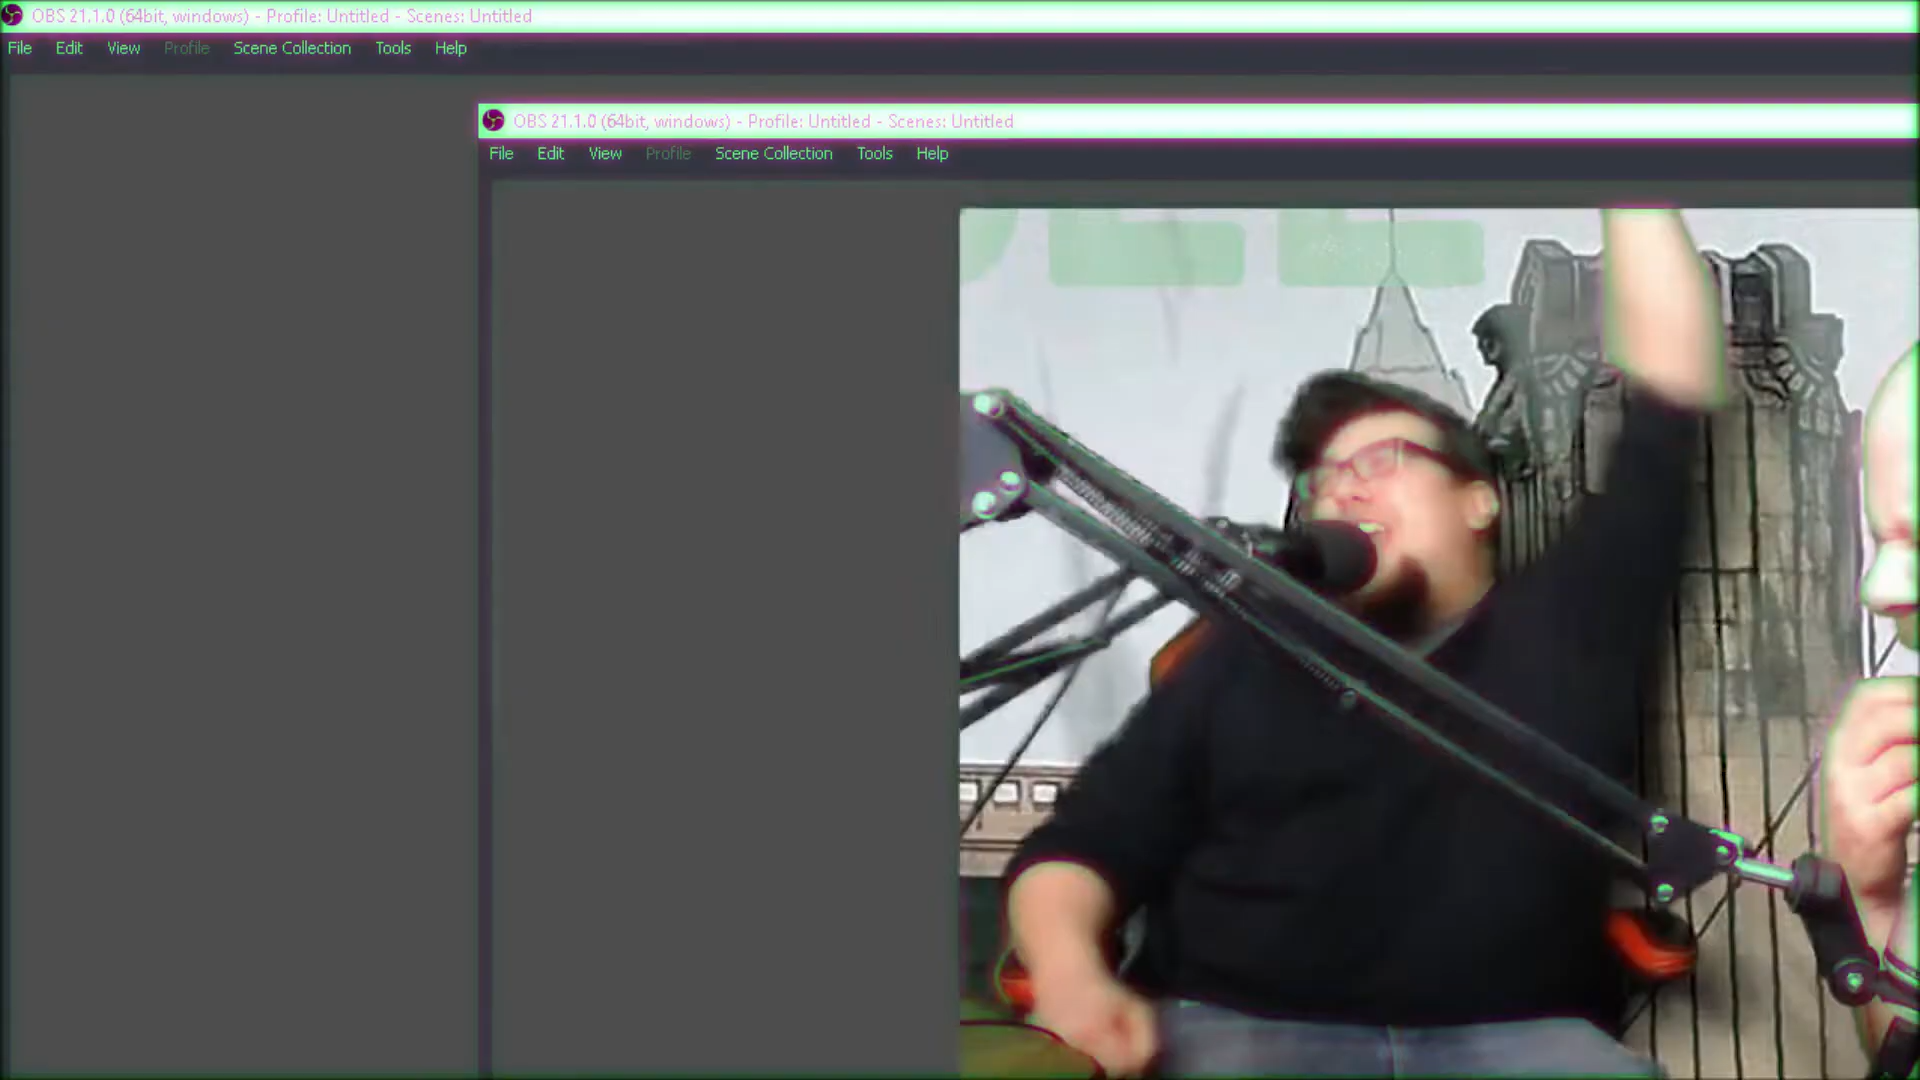 OBS 21.1.0 (64bit, windows) - Profile: Untitled - Scenes: Untitled
File Edit View Profile Scene Collection Tools Help
OBS 21.1.0 (64bit, windows) - Profile: Untitled - Scenes: Untitled
File Edit View Profile Scene Collection Tools Help